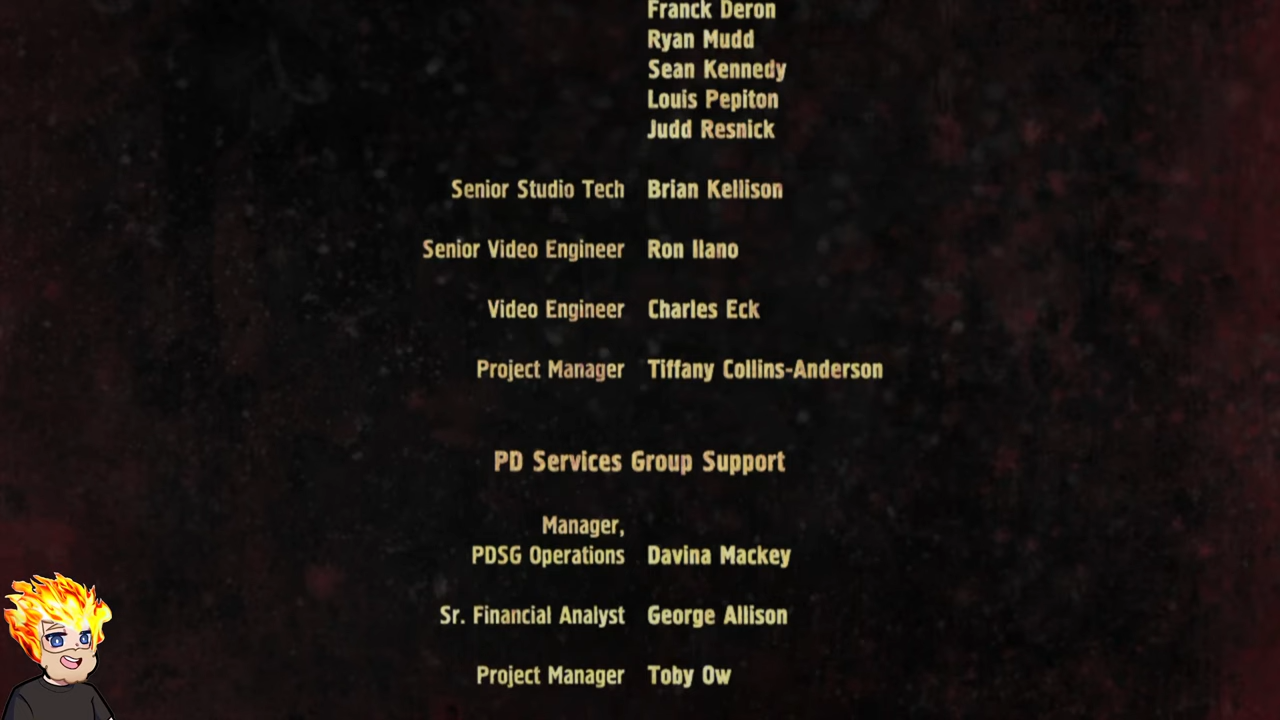 Franck Deron
Ryan Mudd
Sean Kennedy
Louis Pepiton
Judd Resnick
Senior Studio Tech Brian Kellison
Senior Video Engineer Ron Ilano
Video Engineer Charles Eck
Project Manager Tiffany Collins-Anderson
PD Services Group Support
Manager,
PDSG Operations Davina Mackey
Sr. Financial Analyst George Allison
Project Manager Toby Ow